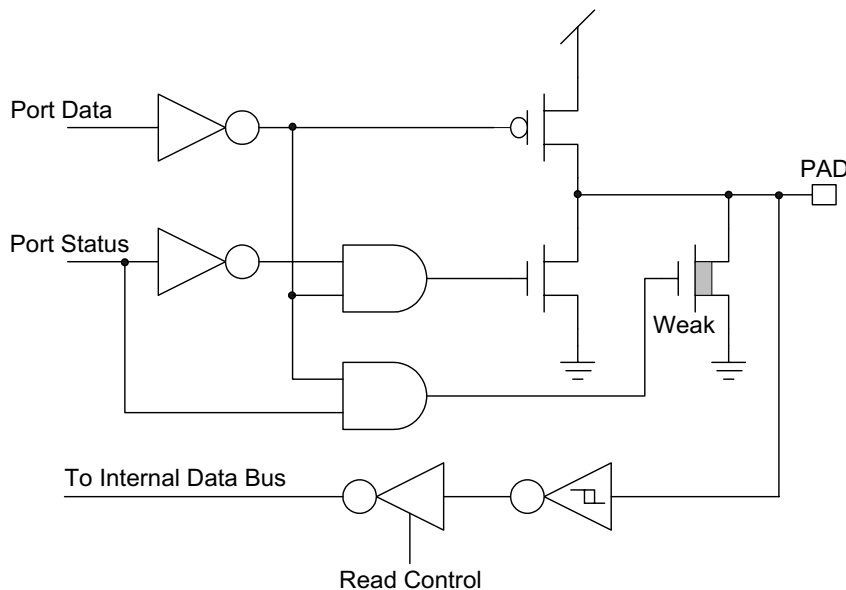 Port Data
PAD
Port Status
Weak
To Internal Data Bus
Read Control